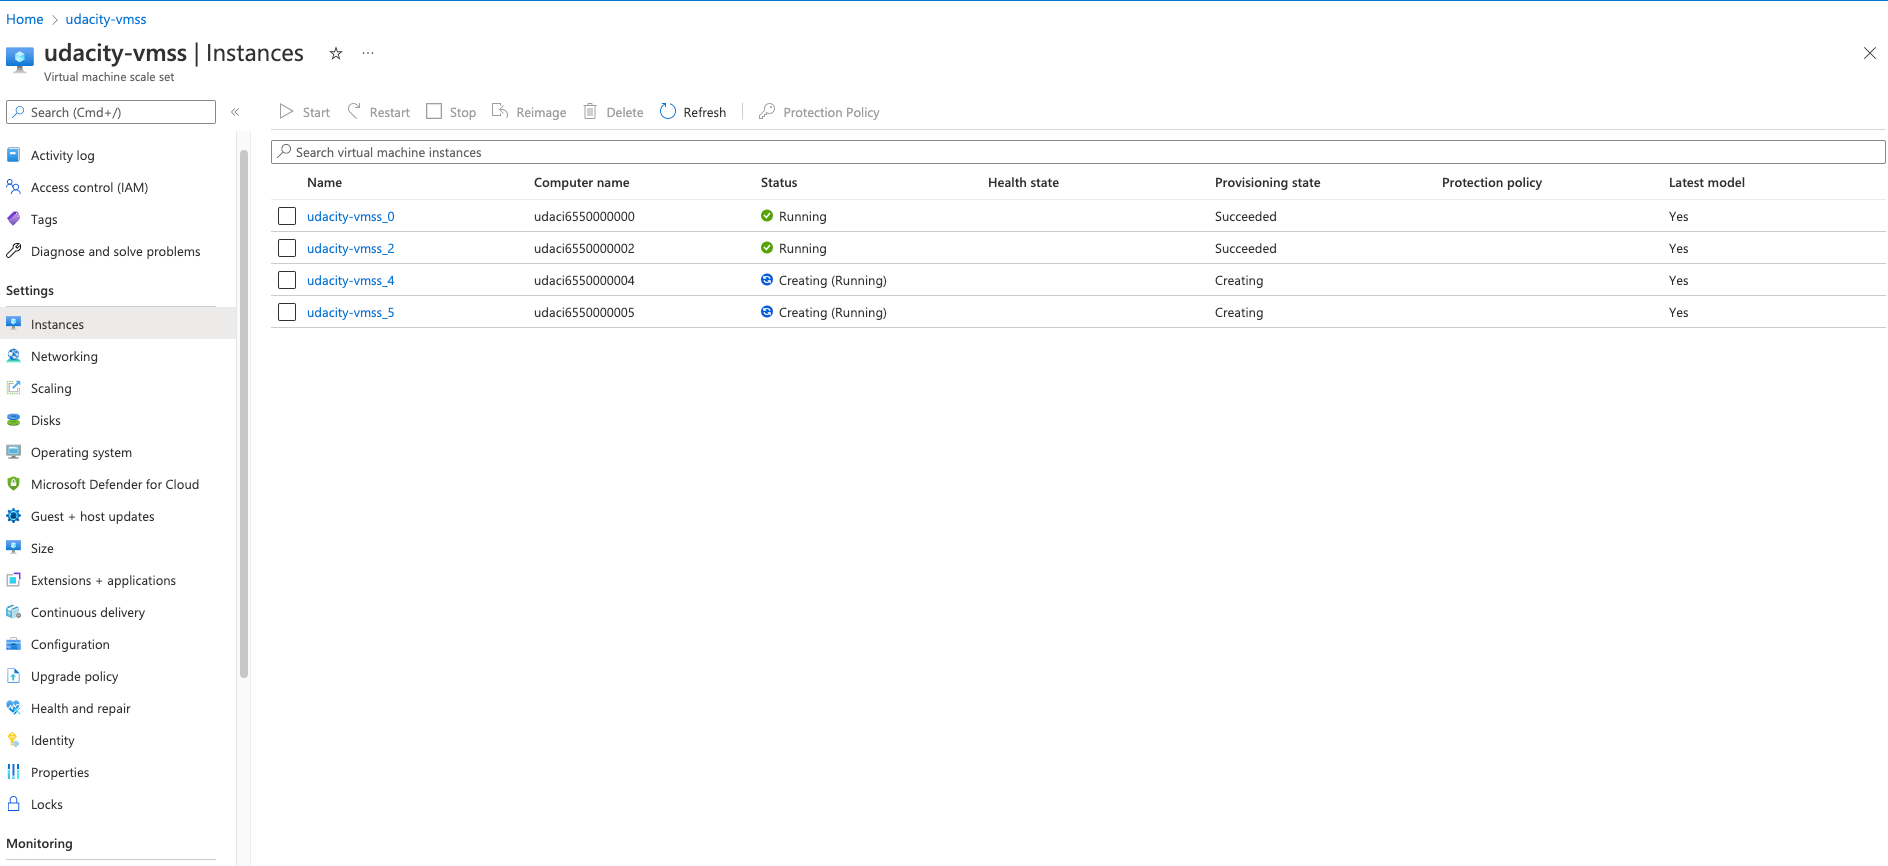 Home > udacity-vmss
udacity-vmss | Instances ...
Virtual machine scale set
Search (Cmd+/) «
Start Restart Stop Reimage Delete Refresh Protection Policy
Activity log
Access control (IAM)
Tags
Diagnose and solve problems
Settings
Instances
Networking
Scaling
Disks
Operating system
Microsoft Defender for Cloud
Guest + host updates
Size
Extensions + applications
Continuous delivery
Configuration
Upgrade policy
Health and repair
Identity
Properties
Locks
Monitoring
Search virtual machine instances
Name Computer name Status Health state Provisioning state Protection policy Latest model
udacity-vmss_0 udaci6550000000 Running Succeeded Yes
udacity-vmss_2 udaci6550000002 Running Succeeded Yes
udacity-vmss_4 udaci6550000004 Creating (Running) Creating Yes
udacity-vmss_5 udaci6550000005 Creating (Running) Creating Yes